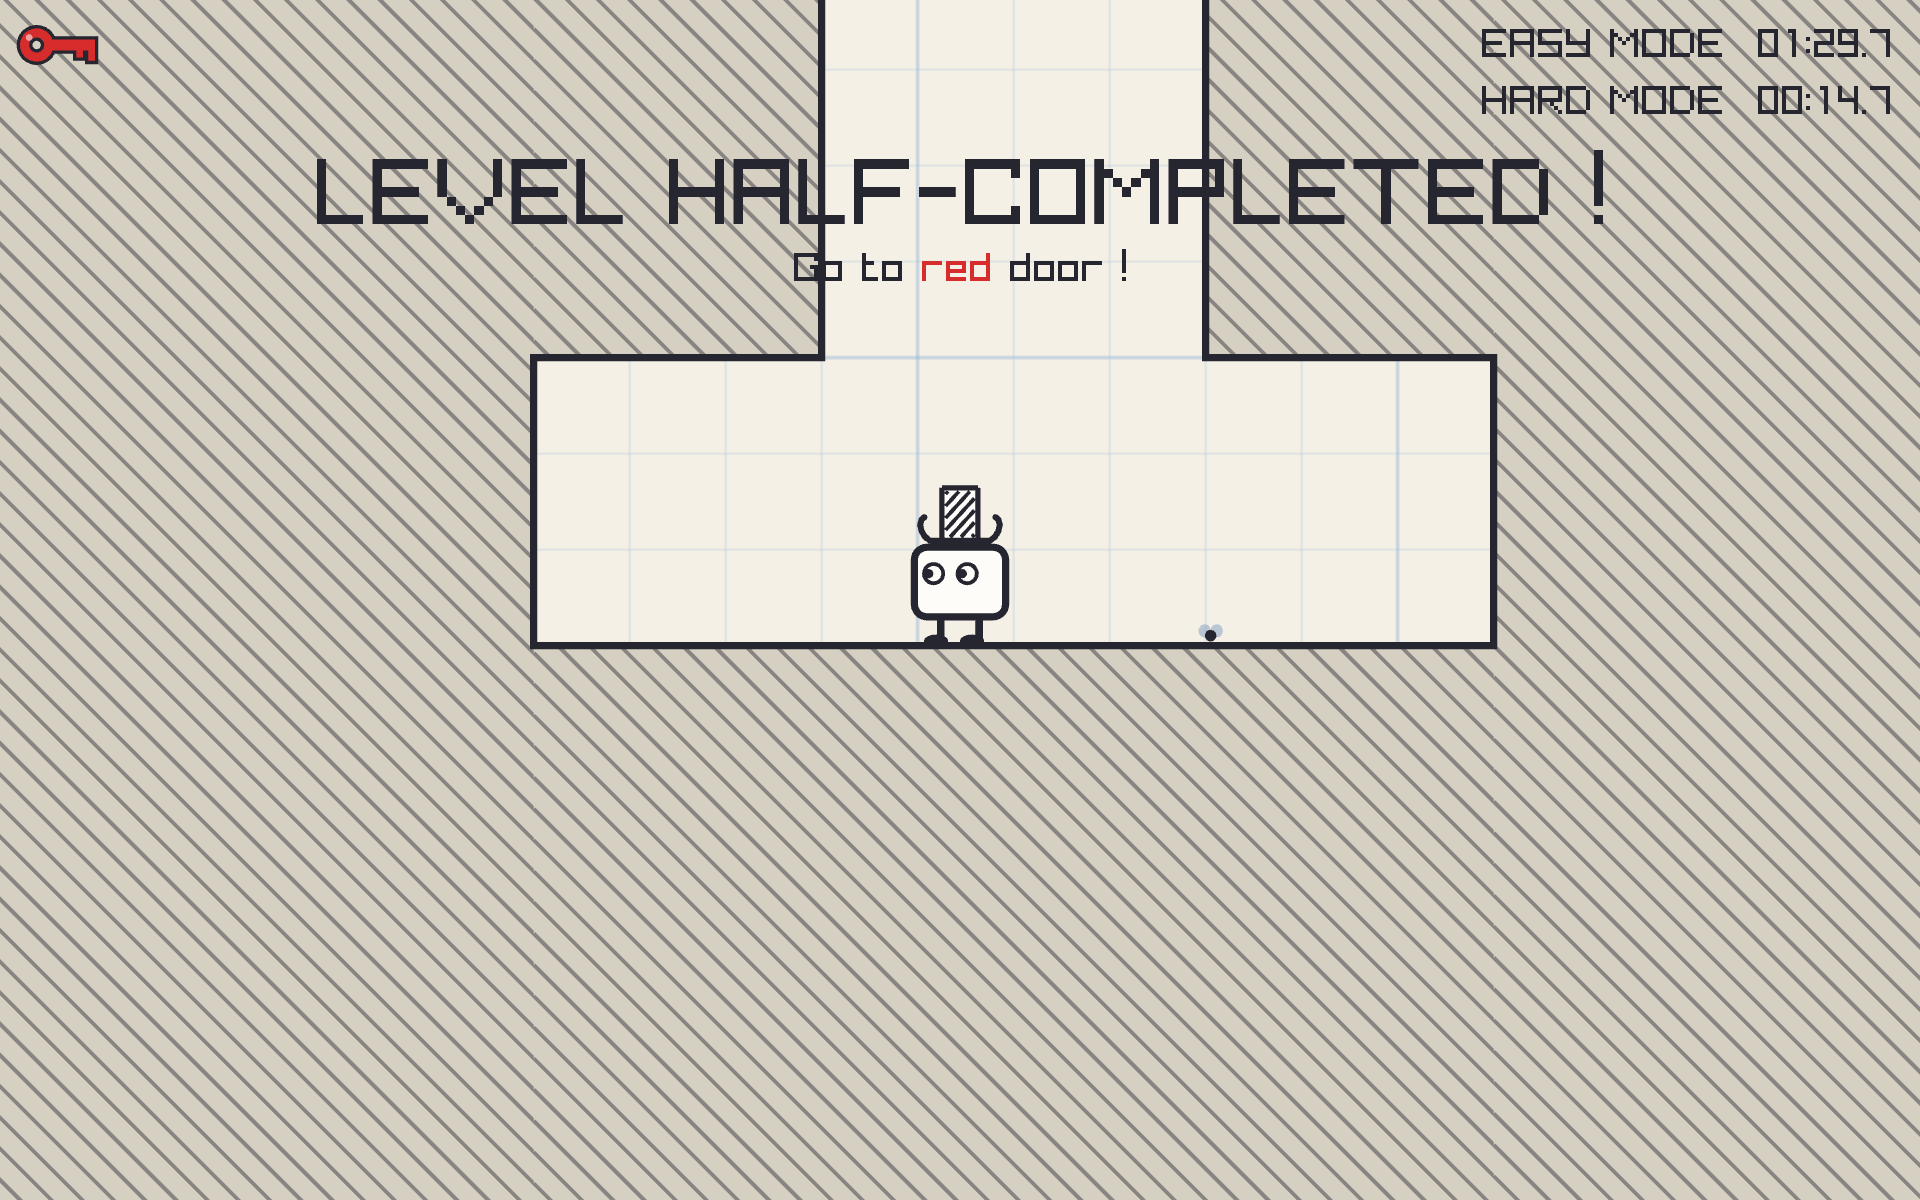 EASY MODE 01:29.7
HARD MODE 00:14.7
LEVEL HALF-COMPLETED !
Go to red door !